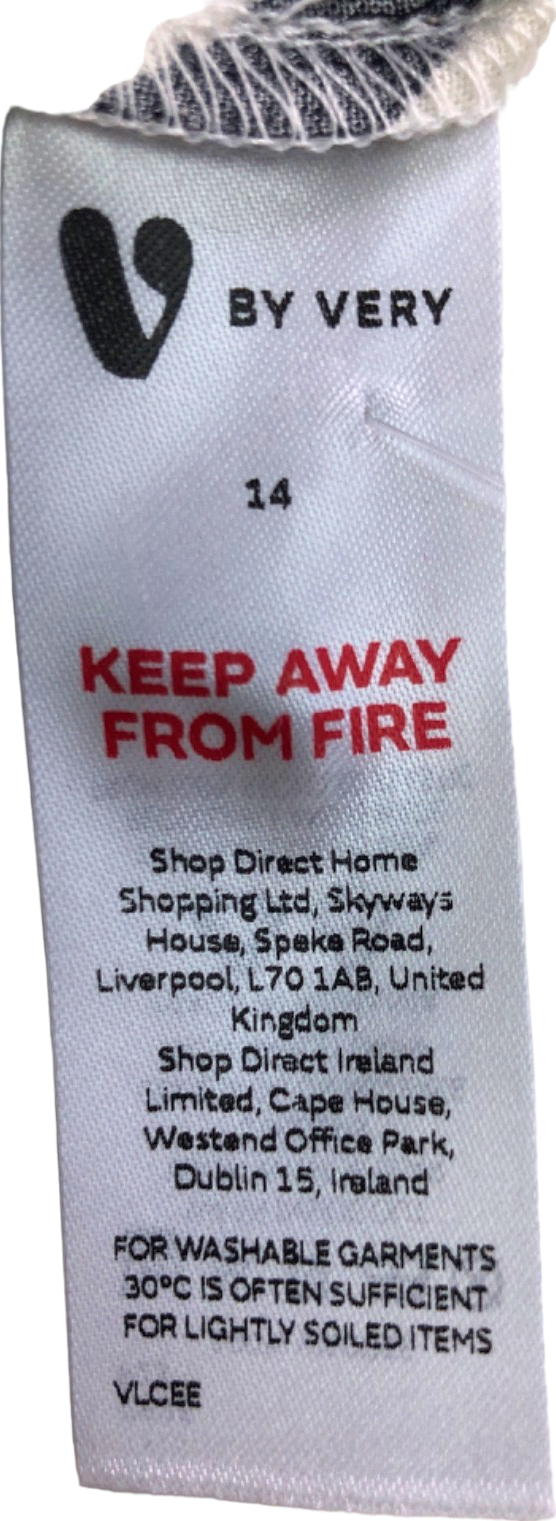 V BY VERY
14
KEEP AWAY
FROM FIRE
Shop Direct Home
Shopping Ltd, Skyways
House, Speke Road,
Liverpool, L70 1AB, United
Kingdom
Shop Direct Ireland
Limited, Cape House,
Westend Office Park,
Dublin 15, Ireland
FOR WASHABLE GARMENTS
30°C IS OFTEN SUFFICIENT
FOR LIGHTLY SOILED ITEMS
VLCEE